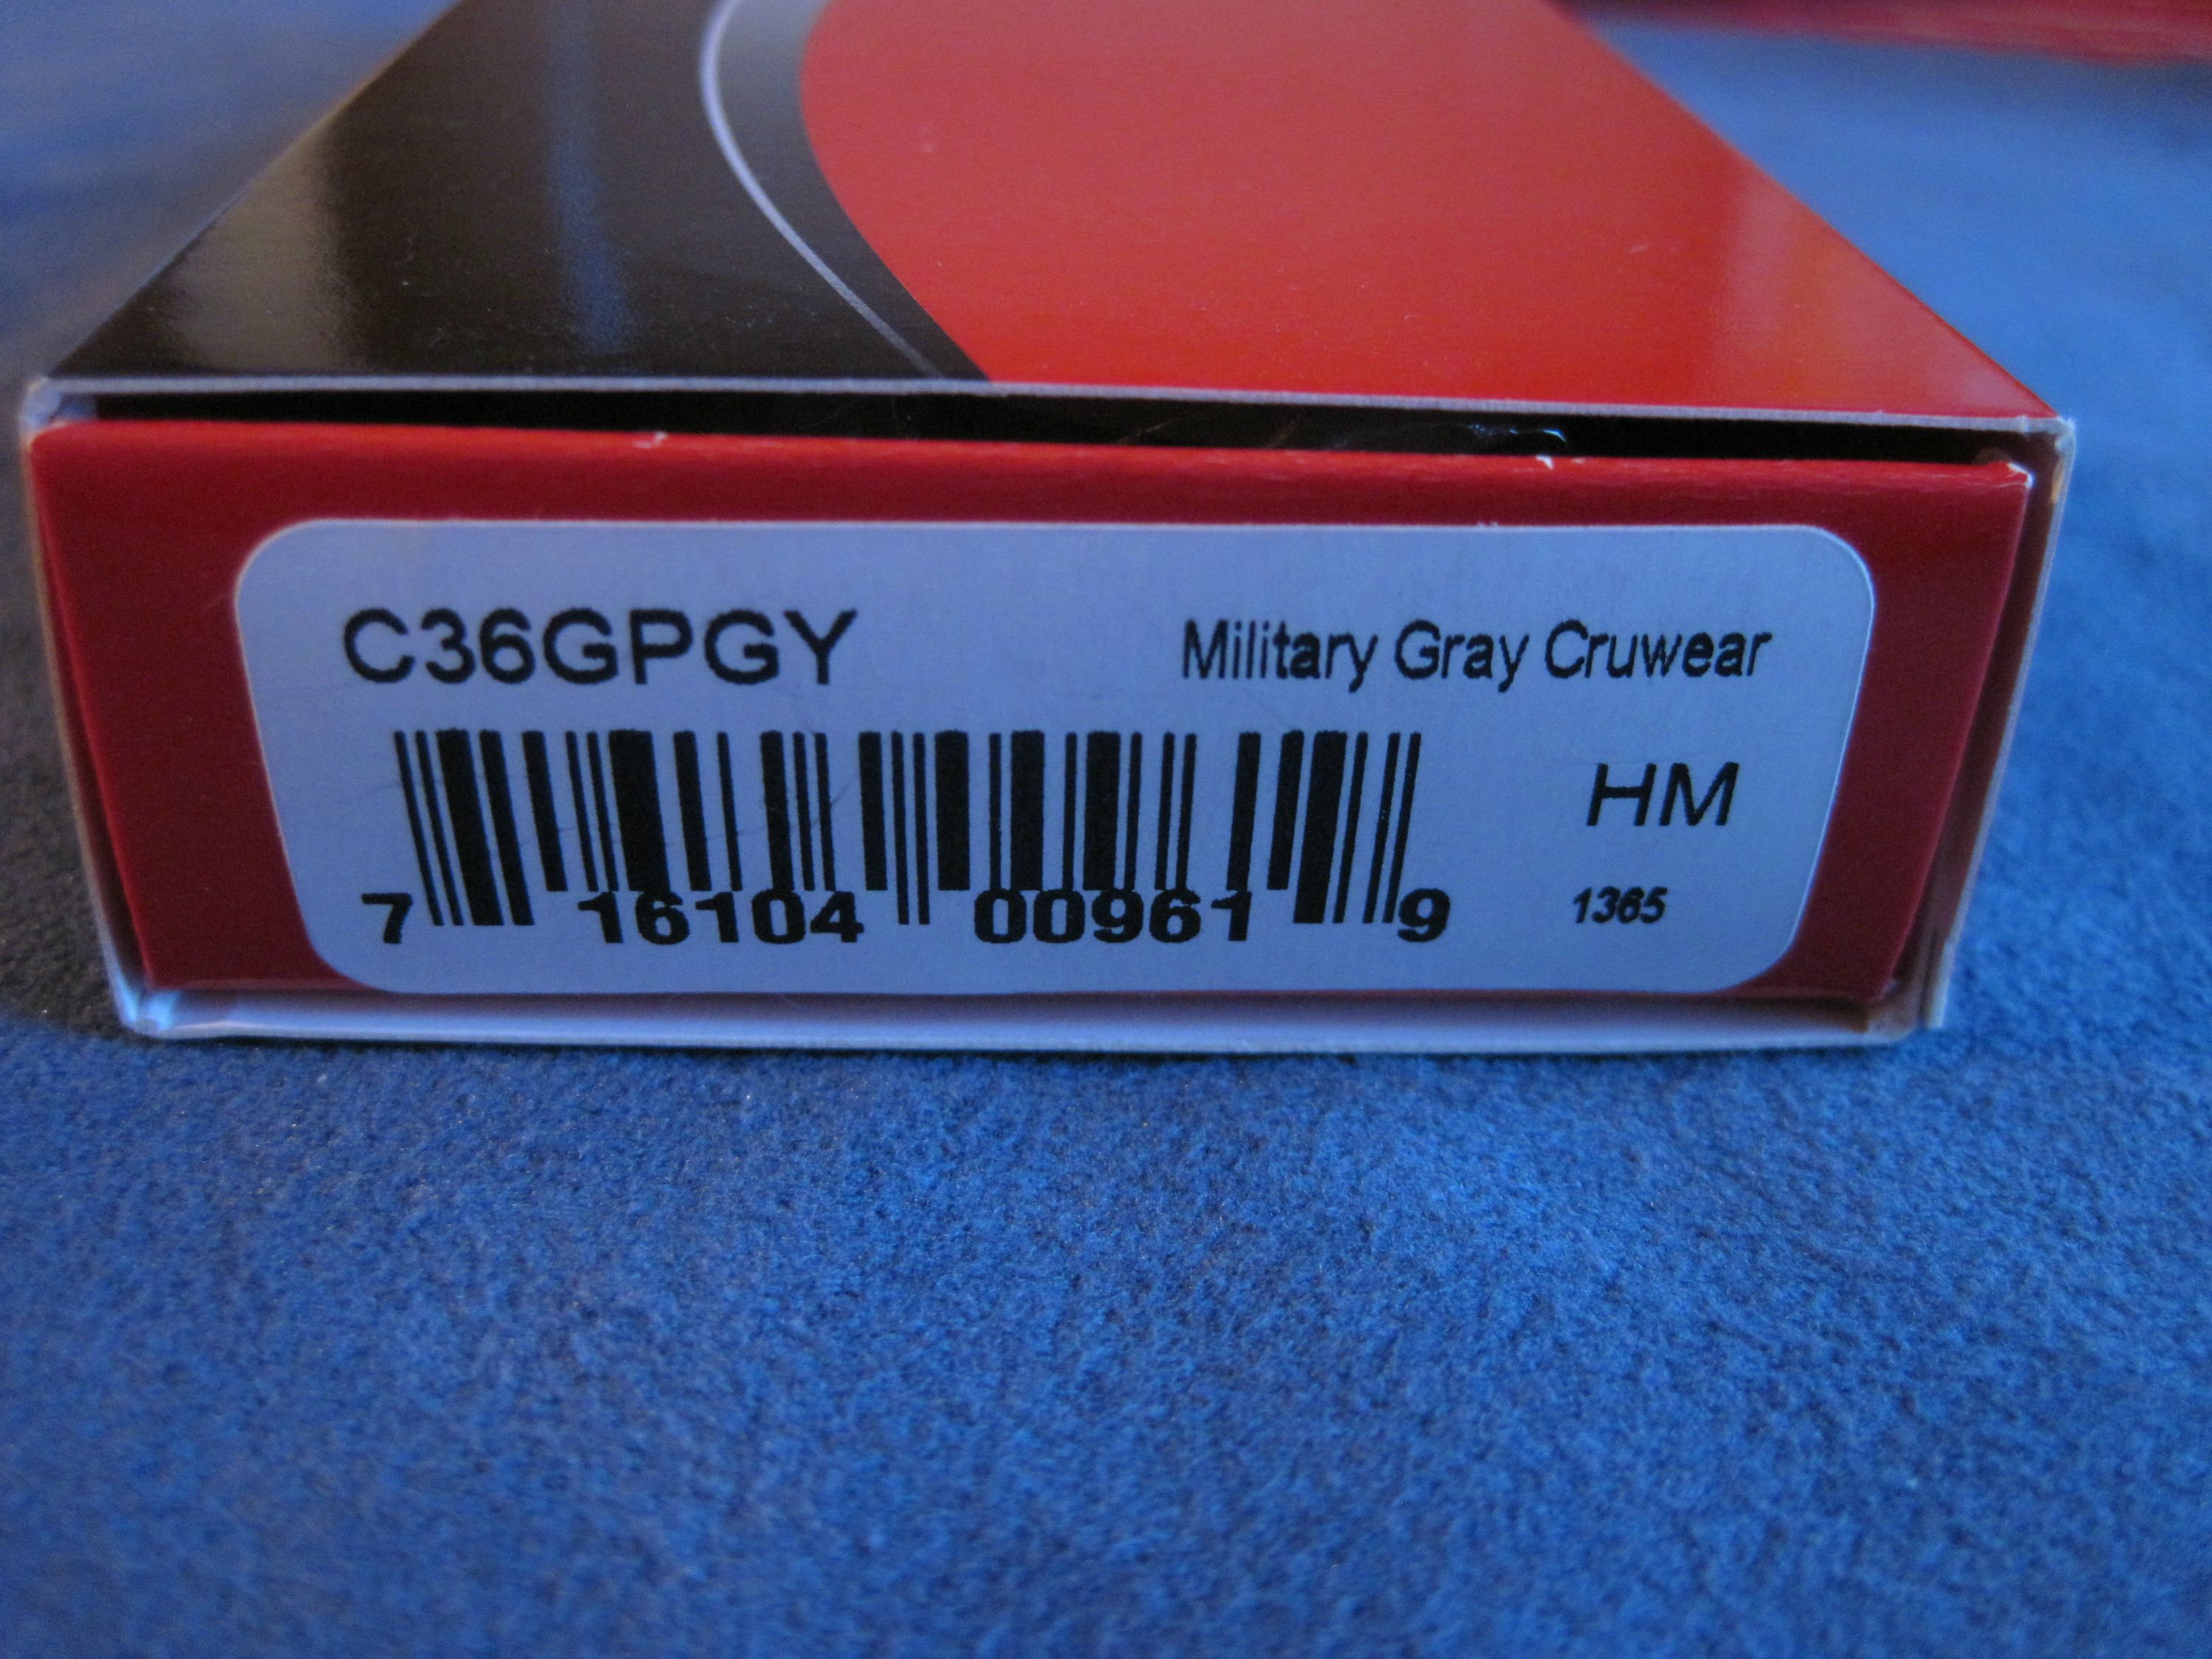 C36GPGY Military Gray Cruwear
HM
7 16104 00961 9
1365